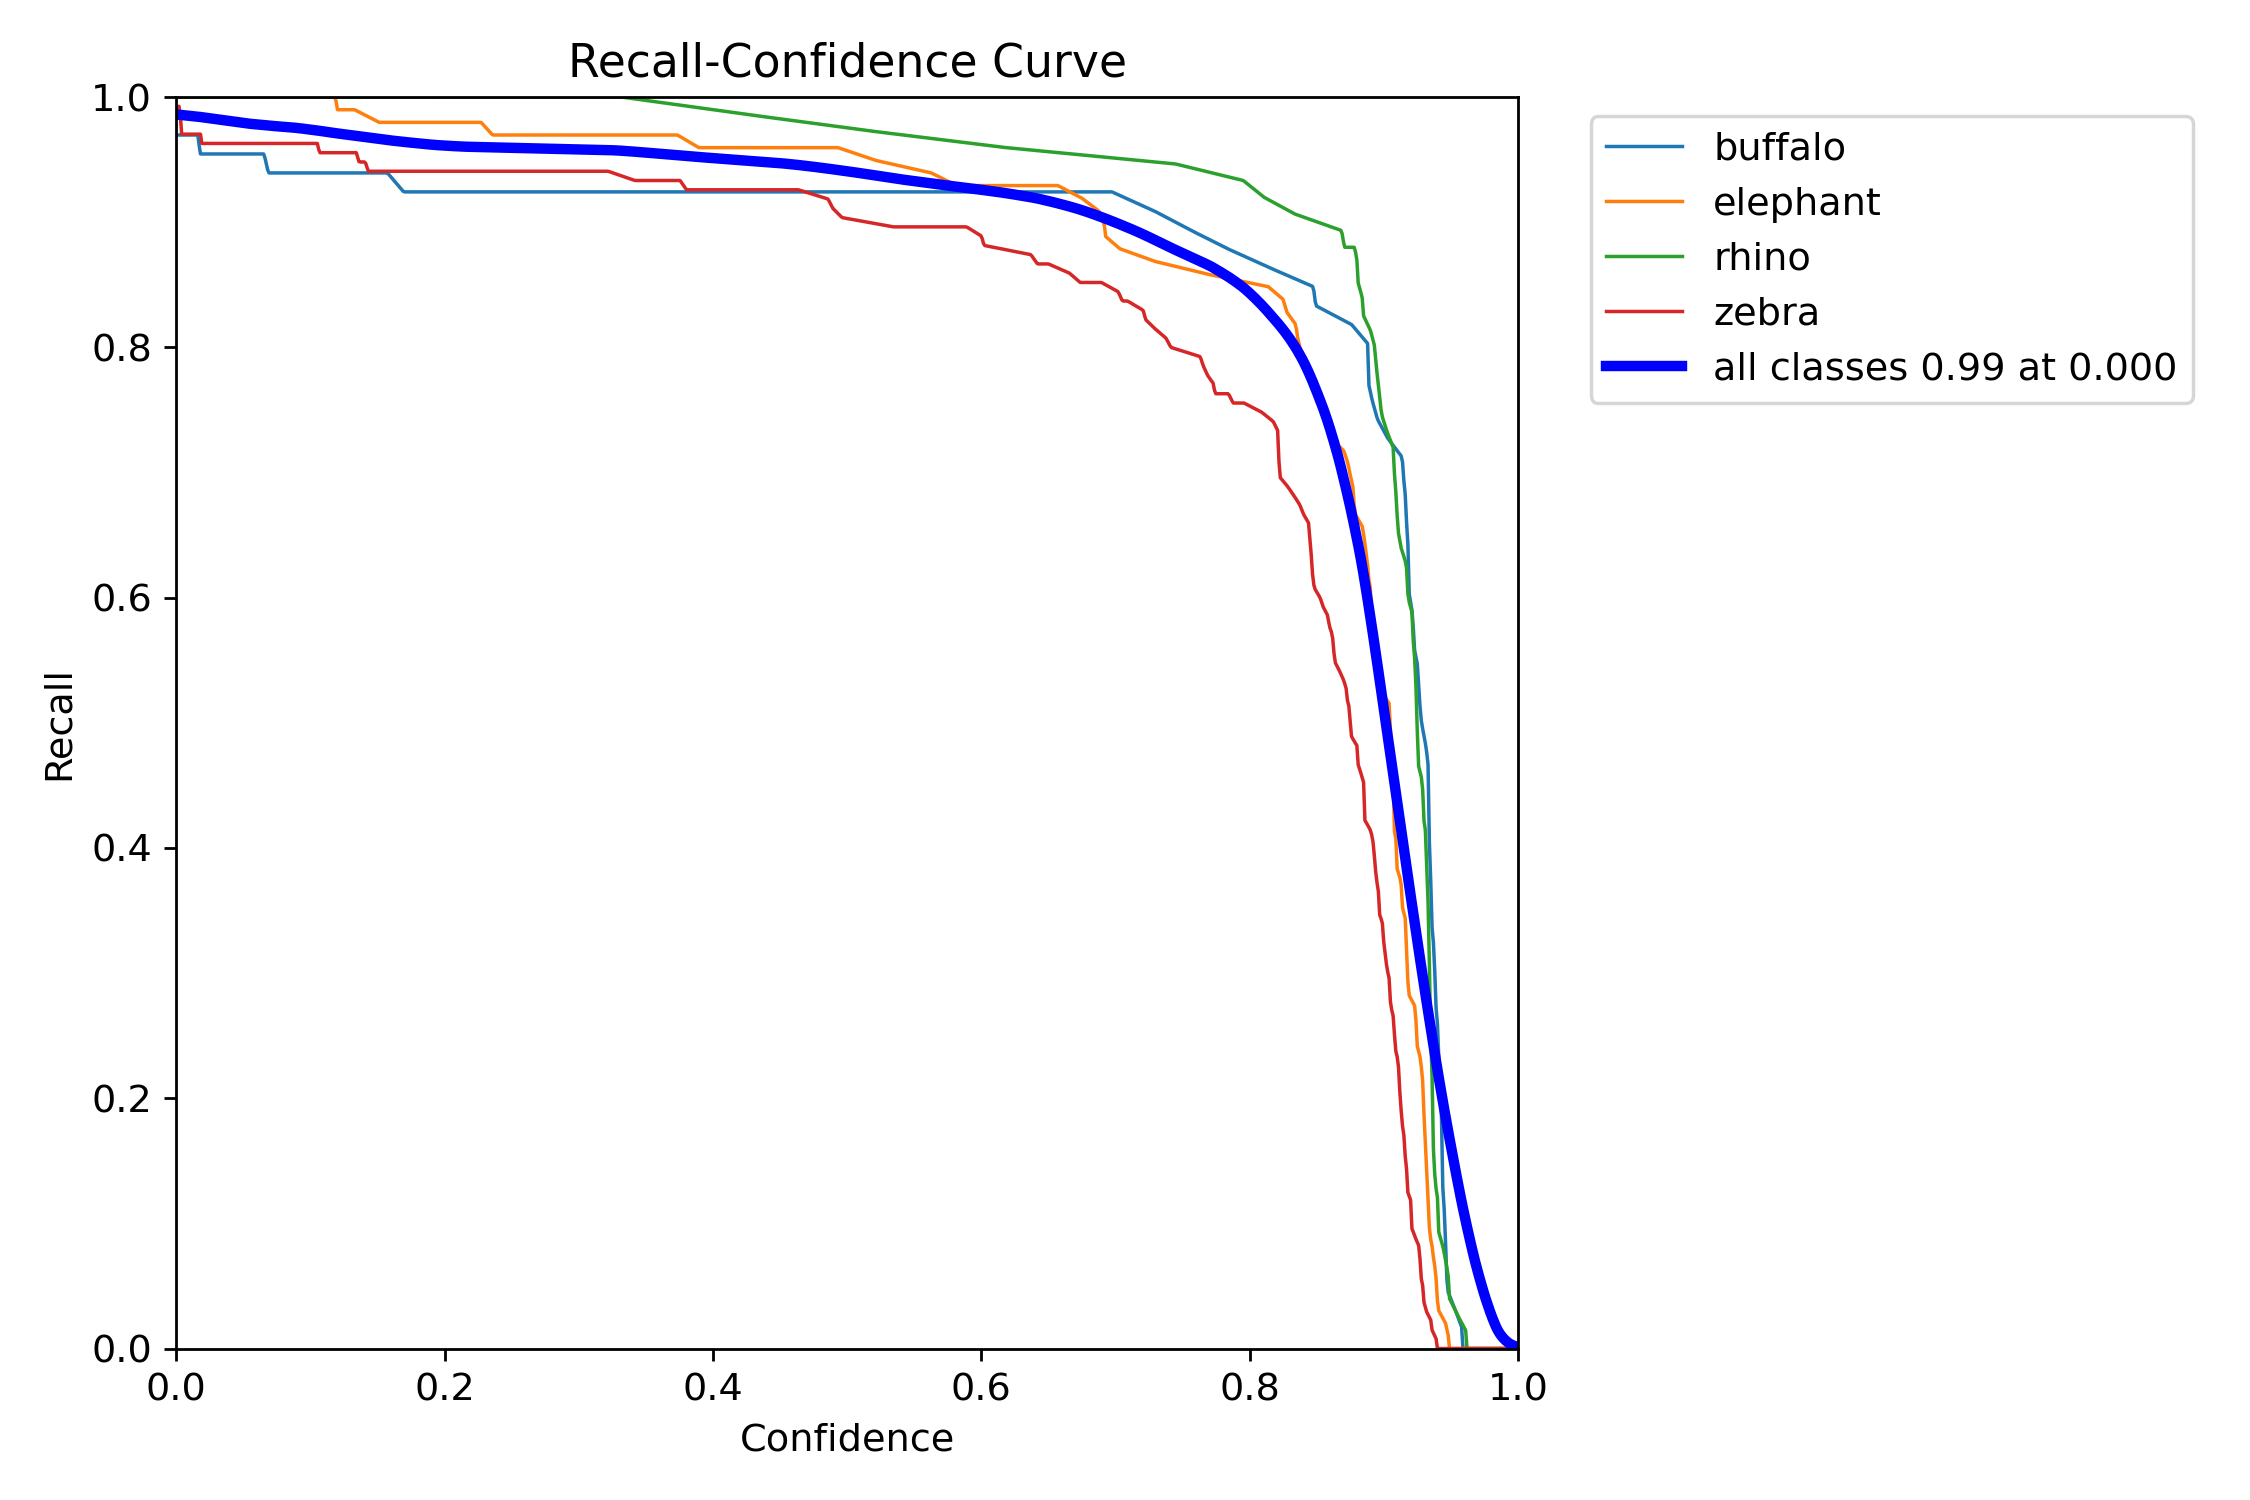 Recall-Confidence Curve
1.0
0.8
0.6
0.4
0.2
0.0
Recall
0.0 0.2 0.4 0.6 0.8 1.0
Confidence
buffalo
elephant
rhino
zebra
all classes 0.99 at 0.000